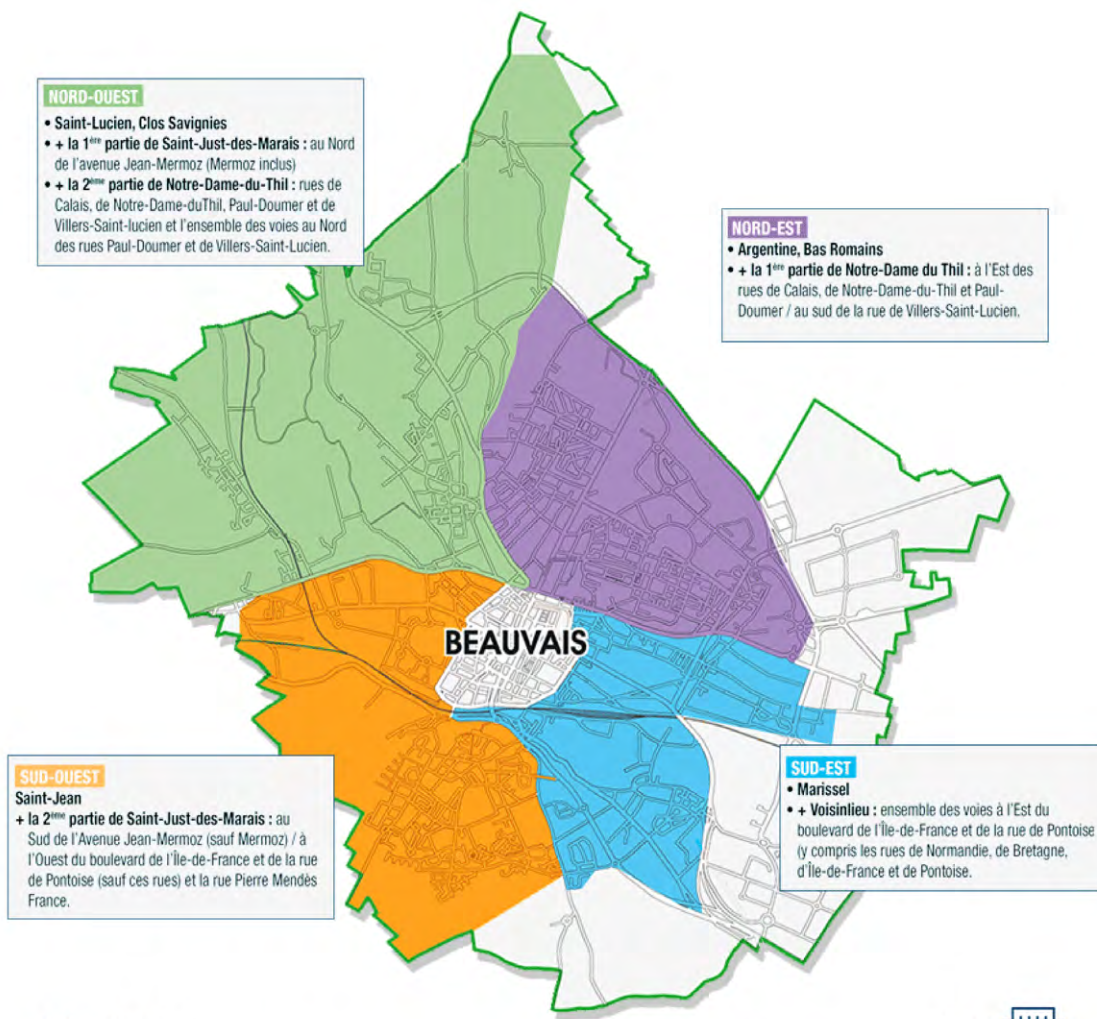 NORD-OUEST
• Saint-Lucien, Clos Savignies
• + la 1ère partie de Saint-Just-des-Marais : au Nord
de l'avenue Jean-Mermoz (Mermoz inclus)
• + la 2ème partie de Notre-Dame-du-Thil : rues de
Calais, de Notre-Dame-duThil, Paul-Doumer et de
Villers-Saint-lucien et l'ensemble des voies au Nord
des rues Paul-Doumer et de Villers-Saint-Lucien.
NORD-EST
• Argentine, Bas Romains
• + la 1ère partie de Notre-Dame du Thil : à l'Est des
rues de Calais, de Notre-Dame-du-Thil et Paul-
Doumer / au sud de la rue de Villers-Saint-Lucien.
BEAUVAIS
SUD-OUEST
Saint-Jean
+ la 2ème partie de Saint-Just-des-Marais : au
Sud de l'Avenue Jean-Mermoz (sauf Mermoz) / à
l'Ouest du boulevard de l'Île-de-France et de la rue
de Pontoise (sauf ces rues) et la rue Pierre Mendès
France.
SUD-EST
• Marissel
• + Voisinlieu : ensemble des voies à l'Est du
boulevard de l'Île-de-France et de la rue de Pontoise
(y compris les rues de Normandie, de Bretagne,
d'Île-de-France et de Pontoise.